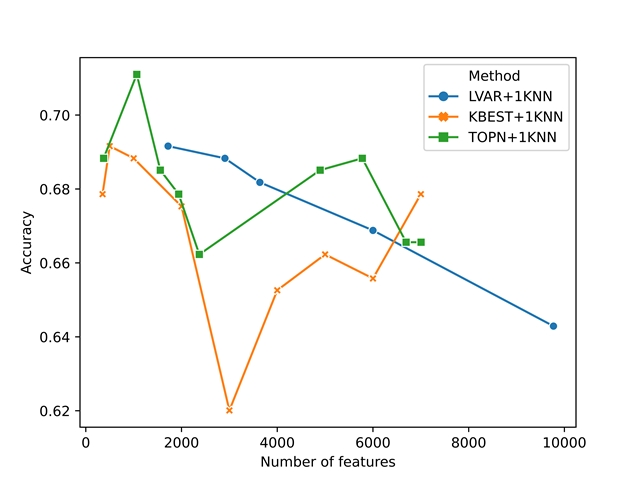 Method
LVAR+1KNN
KBEST+1KNN
TOPN+1KNN
0.70
0.68
0.66
0.64
0.62
Accuracy
0 2000 4000 6000 8000 10000
Number of features